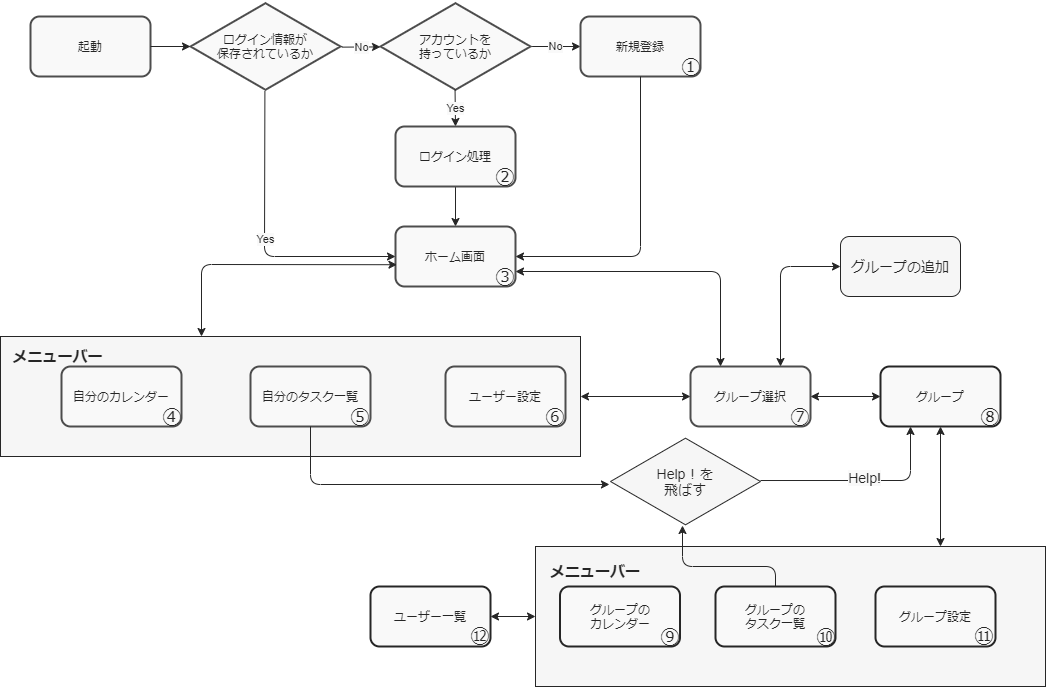 起動
ログイン情報が
保存されているか
No
アカウントを
持っているか
No
新規登録
①
Yes
ログイン処理
②
Yes
ホーム画面
③
グループの追加
メニューバー
自分のカレンダー
④
自分のタスク一覧
⑤
ユーザー設定
⑥
グループ選択
⑦
グループ
⑧
Help！を
飛ばす
Help!
メニューバー
ユーザー一覧
⑫
グループの
カレンダー
⑨
グループの
タスク一覧
⑩
グループ設定
⑪